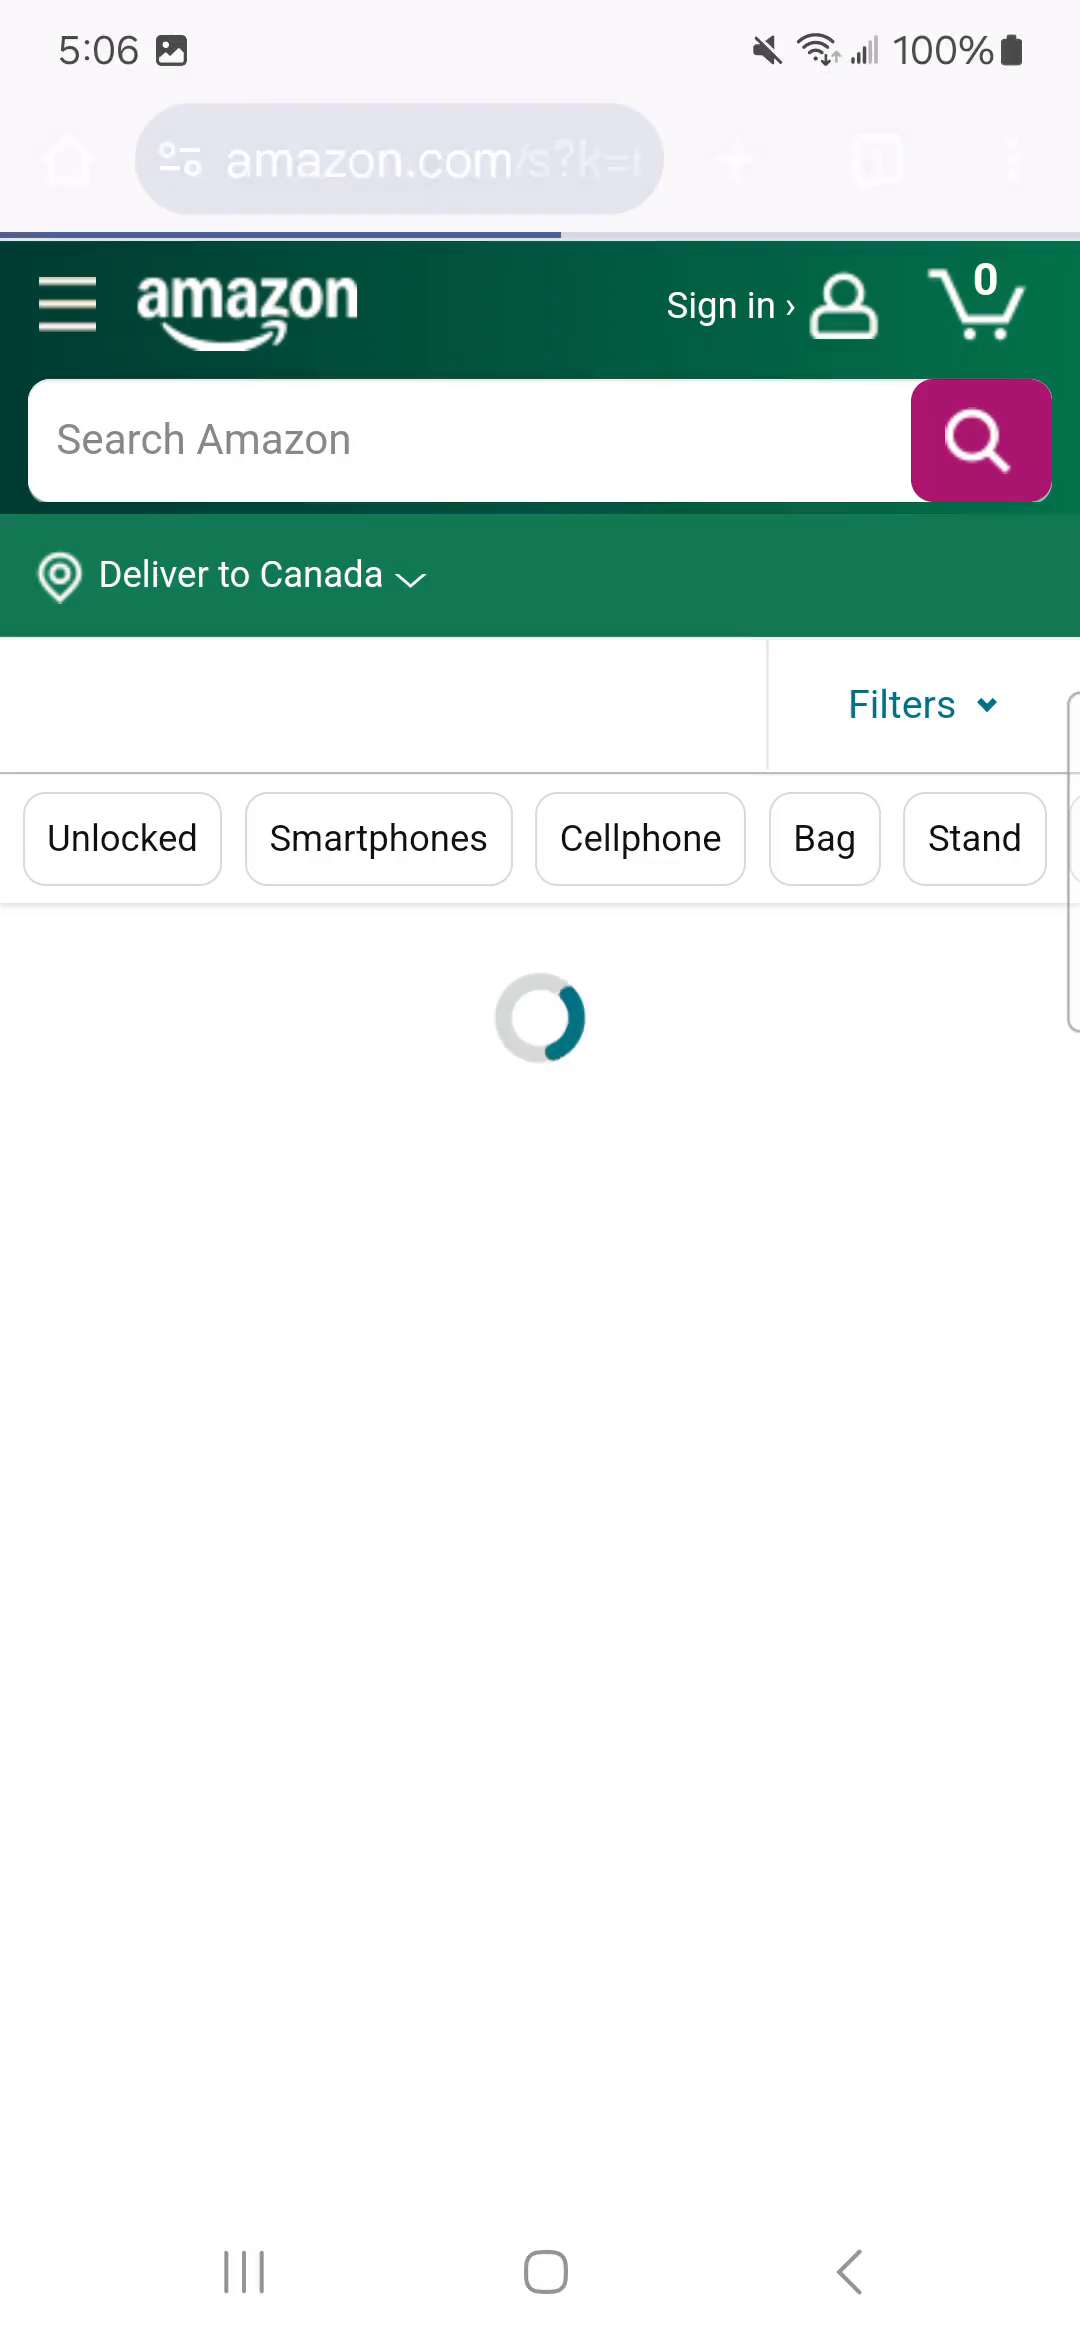 5:06 100%
amazon.com/s?k=
amazon Sign in › 0
Search Amazon
Deliver to Canada
Filters
Unlocked Smartphones Cellphone Bag Stand